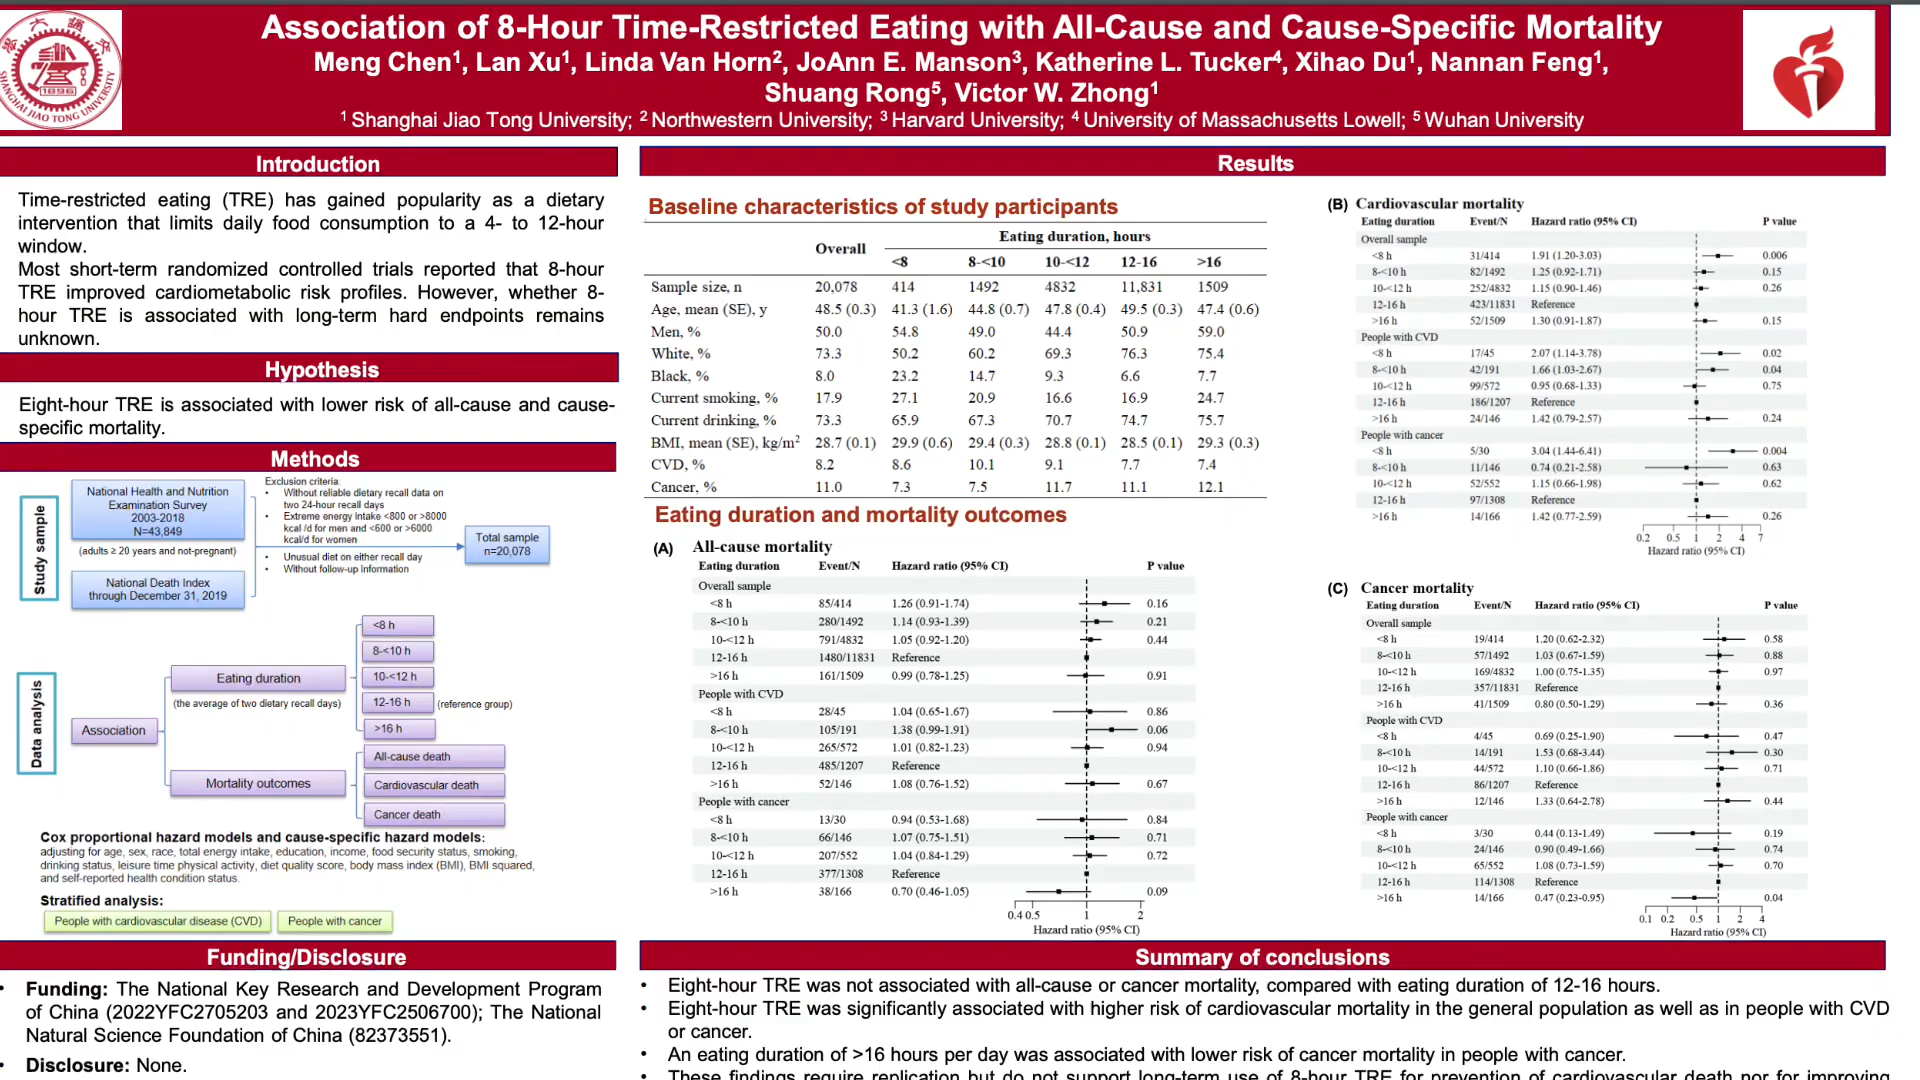 Association of 8-Hour Time-Restricted Eating with All-Cause and Cause-Specific Mortality
Meng Chen¹, Lan Xu¹, Linda Van Horn², JoAnn E. Manson³, Katherine L. Tucker⁴, Xihao Du¹, Nannan Feng¹,
Shuang Rong⁵, Victor W. Zhong¹
¹ Shanghai Jiao Tong University; ² Northwestern University; ³ Harvard University; ⁴ University of Massachusetts Lowell; ⁵ Wuhan University
SHANGHAI JIAO TONG UNIVERSITY
1896
Introduction
Time-restricted eating (TRE) has gained popularity as a dietary
intervention that limits daily food consumption to a 4- to 12-hour
window.
Most short-term randomized controlled trials reported that 8-hour
TRE improved cardiometabolic risk profiles. However, whether 8-
hour TRE is associated with long-term hard endpoints remains
unknown.
Hypothesis
Eight-hour TRE is associated with lower risk of all-cause and cause-
specific mortality.
Methods
Study sample
National Health and Nutrition
Examination Survey
2003-2018
N=43,849
(adults ≥ 20 years and not-pregnant)
National Death Index
through December 31, 2019
Exclusion criteria:
• Without reliable dietary recall data on
two 24-hour recall days
• Extreme energy intake <800 or >8000
kcal /d for men and <600 or >6000
kcal/d for women
• Unusual diet on either recall day
• Without follow-up information
Total sample
n=20,078
Data analysis
Association
Eating duration
(the average of two dietary recall days)
<8 h
8-<10 h
10-<12 h
12-16 h (reference group)
>16 h
Mortality outcomes
All-cause death
Cardiovascular death
Cancer death
Cox proportional hazard models and cause-specific hazard models:
adjusting for age, sex, race, total energy intake, education, income, food security status, smoking,
drinking status, leisure time physical activity, diet quality score, body mass index (BMI), BMI squared,
and self-reported health condition status.
Stratified analysis:
People with cardiovascular disease (CVD) People with cancer
Funding/Disclosure
• Funding: The National Key Research and Development Program
of China (2022YFC2705203 and 2023YFC2506700); The National
Natural Science Foundation of China (82373551).
• Disclosure: None.
Results
Baseline characteristics of study participants
Overall Eating duration, hours
<8 8-<10 10-<12 12-16 >16
Sample size, n 20,078 414 1492 4832 11,831 1509
Age, mean (SE), y 48.5 (0.3) 41.3 (1.6) 44.8 (0.7) 47.8 (0.4) 49.5 (0.3) 47.4 (0.6)
Men, % 50.0 54.8 49.0 44.4 50.9 59.0
White, % 73.3 50.2 60.2 69.3 76.3 75.4
Black, % 8.0 23.2 14.7 9.3 6.6 7.7
Current smoking, % 17.9 27.1 20.9 16.6 16.9 24.7
Current drinking, % 73.3 65.9 67.3 70.7 74.7 75.7
BMI, mean (SE), kg/m² 28.7 (0.1) 29.9 (0.6) 29.4 (0.3) 28.8 (0.1) 28.5 (0.1) 29.3 (0.3)
CVD, % 8.2 8.6 10.1 9.1 7.7 7.4
Cancer, % 11.0 7.3 7.5 11.7 11.1 12.1
Eating duration and mortality outcomes
(A) All-cause mortality
Eating duration Event/N Hazard ratio (95% CI) P value
Overall sample
<8 h 85/414 1.26 (0.91-1.74) 0.16
8-<10 h 280/1492 1.14 (0.93-1.39) 0.21
10-<12 h 791/4832 1.05 (0.92-1.20) 0.44
12-16 h 1480/11831 Reference
>16 h 161/1509 0.99 (0.78-1.25) 0.91
People with CVD
<8 h 28/45 1.04 (0.65-1.67) 0.86
8-<10 h 105/191 1.38 (0.99-1.91) 0.06
10-<12 h 265/572 1.01 (0.82-1.23) 0.94
12-16 h 485/1207 Reference
>16 h 52/146 1.08 (0.76-1.52) 0.67
People with cancer
<8 h 13/30 0.94 (0.53-1.68) 0.84
8-<10 h 66/146 1.07 (0.75-1.51) 0.71
10-<12 h 207/552 1.04 (0.84-1.29) 0.72
12-16 h 377/1308 Reference
>16 h 38/166 0.70 (0.46-1.05) 0.09
0.4 0.5 1 2
Hazard ratio (95% CI)
(B) Cardiovascular mortality
Eating duration Event/N Hazard ratio (95% CI) P value
Overall sample
<8 h 31/414 1.91 (1.20-3.03) 0.006
8-<10 h 82/1492 1.25 (0.92-1.71) 0.15
10-<12 h 252/4832 1.15 (0.90-1.46) 0.26
12-16 h 423/11831 Reference
>16 h 52/1509 1.30 (0.91-1.87) 0.15
People with CVD
<8 h 17/45 2.07 (1.14-3.78) 0.02
8-<10 h 42/191 1.66 (1.03-2.67) 0.04
10-<12 h 99/572 0.95 (0.68-1.33) 0.75
12-16 h 186/1207 Reference
>16 h 24/146 1.42 (0.79-2.57) 0.24
People with cancer
<8 h 5/30 3.04 (1.44-6.41) 0.004
8-<10 h 11/146 0.74 (0.21-2.58) 0.63
10-<12 h 52/552 1.15 (0.66-1.98) 0.62
12-16 h 97/1308 Reference
>16 h 14/166 1.42 (0.77-2.59) 0.26
0.2 0.5 1 2 4 7
Hazard ratio (95% CI)
(C) Cancer mortality
Eating duration Event/N Hazard ratio (95% CI) P value
Overall sample
<8 h 19/414 1.20 (0.62-2.32) 0.58
8-<10 h 57/1492 1.03 (0.67-1.59) 0.88
10-<12 h 169/4832 1.00 (0.75-1.35) 0.97
12-16 h 357/11831 Reference
>16 h 41/1509 0.80 (0.50-1.29) 0.36
People with CVD
<8 h 4/45 0.69 (0.25-1.90) 0.47
8-<10 h 14/191 1.53 (0.68-3.44) 0.30
10-<12 h 44/572 1.10 (0.66-1.86) 0.71
12-16 h 86/1207 Reference
>16 h 12/146 1.33 (0.64-2.78) 0.44
People with cancer
<8 h 3/30 0.44 (0.13-1.49) 0.19
8-<10 h 24/146 0.90 (0.49-1.66) 0.74
10-<12 h 65/552 1.08 (0.73-1.59) 0.70
12-16 h 114/1308 Reference
>16 h 14/166 0.47 (0.23-0.95) 0.04
0.1 0.2 0.5 1 2 4
Hazard ratio (95% CI)
Summary of conclusions
• Eight-hour TRE was not associated with all-cause or cancer mortality, compared with eating duration of 12-16 hours.
• Eight-hour TRE was significantly associated with higher risk of cardiovascular mortality in the general population as well as in people with CVD
or cancer.
• An eating duration of >16 hours per day was associated with lower risk of cancer mortality in people with cancer.
• These findings require replication but do not support long-term use of 8-hour TRE for prevention of cardiovascular death nor for improving